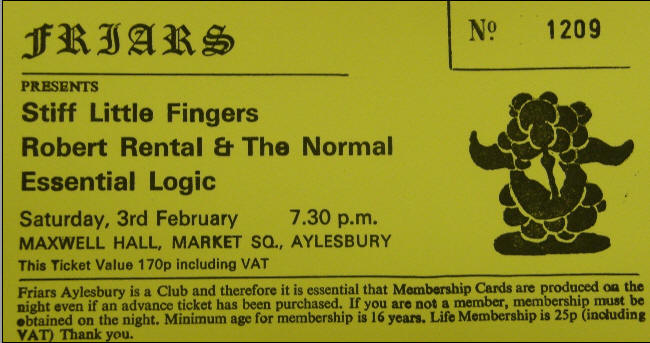 FRIARS
Nº 1209
PRESENTS
Stiff Little Fingers
Robert Rental & The Normal
Essential Logic
Saturday, 3rd February 7.30 p.m.
MAXWELL HALL, MARKET SQ., AYLESBURY
This Ticket Value 170p including VAT
Friars Aylesbury is a Club and therefore it is essential that Membership Cards are produced on the
night even if an advance ticket has been purchased. If you are not a member, membership must be
obtained on the night. Minimum age for membership is 16 years. Life Membership is 25p (including
VAT) Thank you.